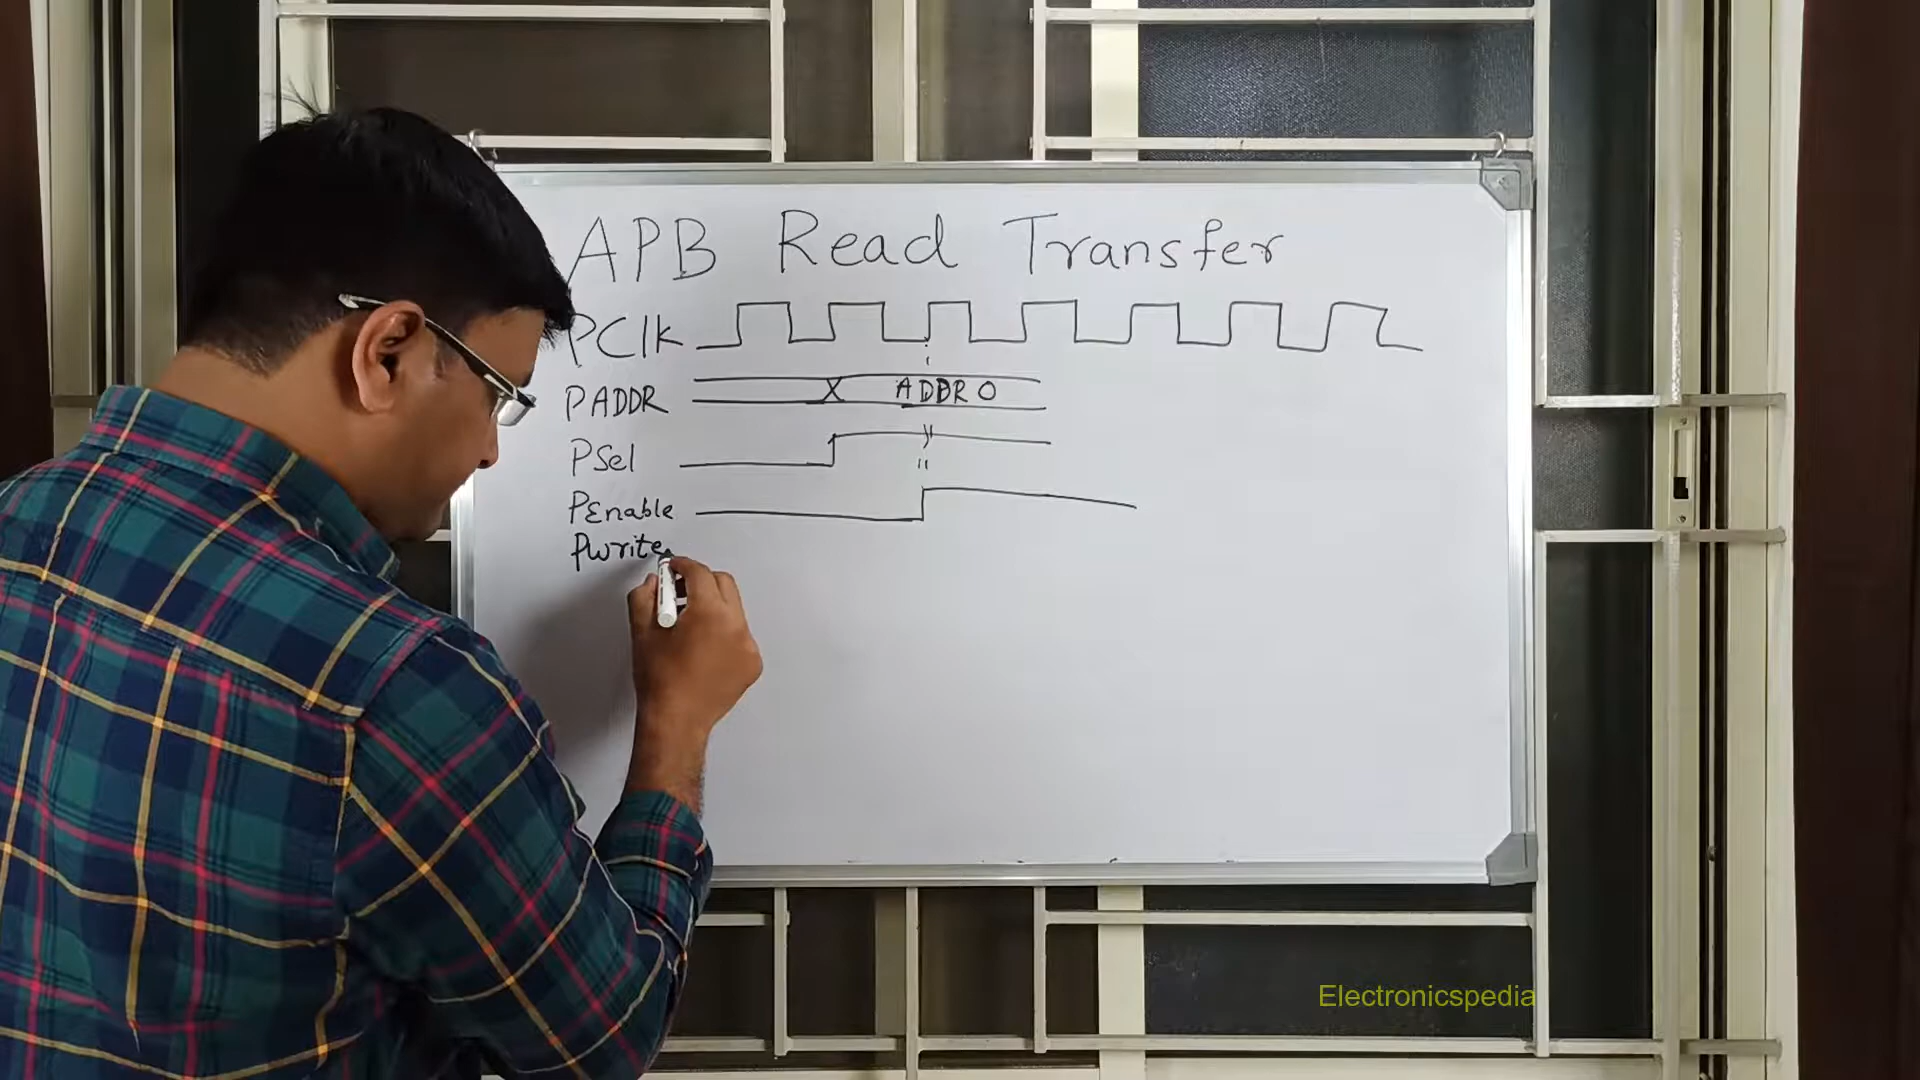 APB Read Transfer
PClk
PADDR X ADDR 0
PSel
PEnable
Pwrite
Electronicspedia